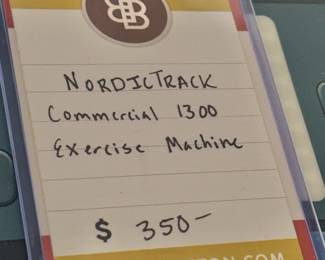 NordicTrack
Commercial 1300
Exercise Machine
$ 350-